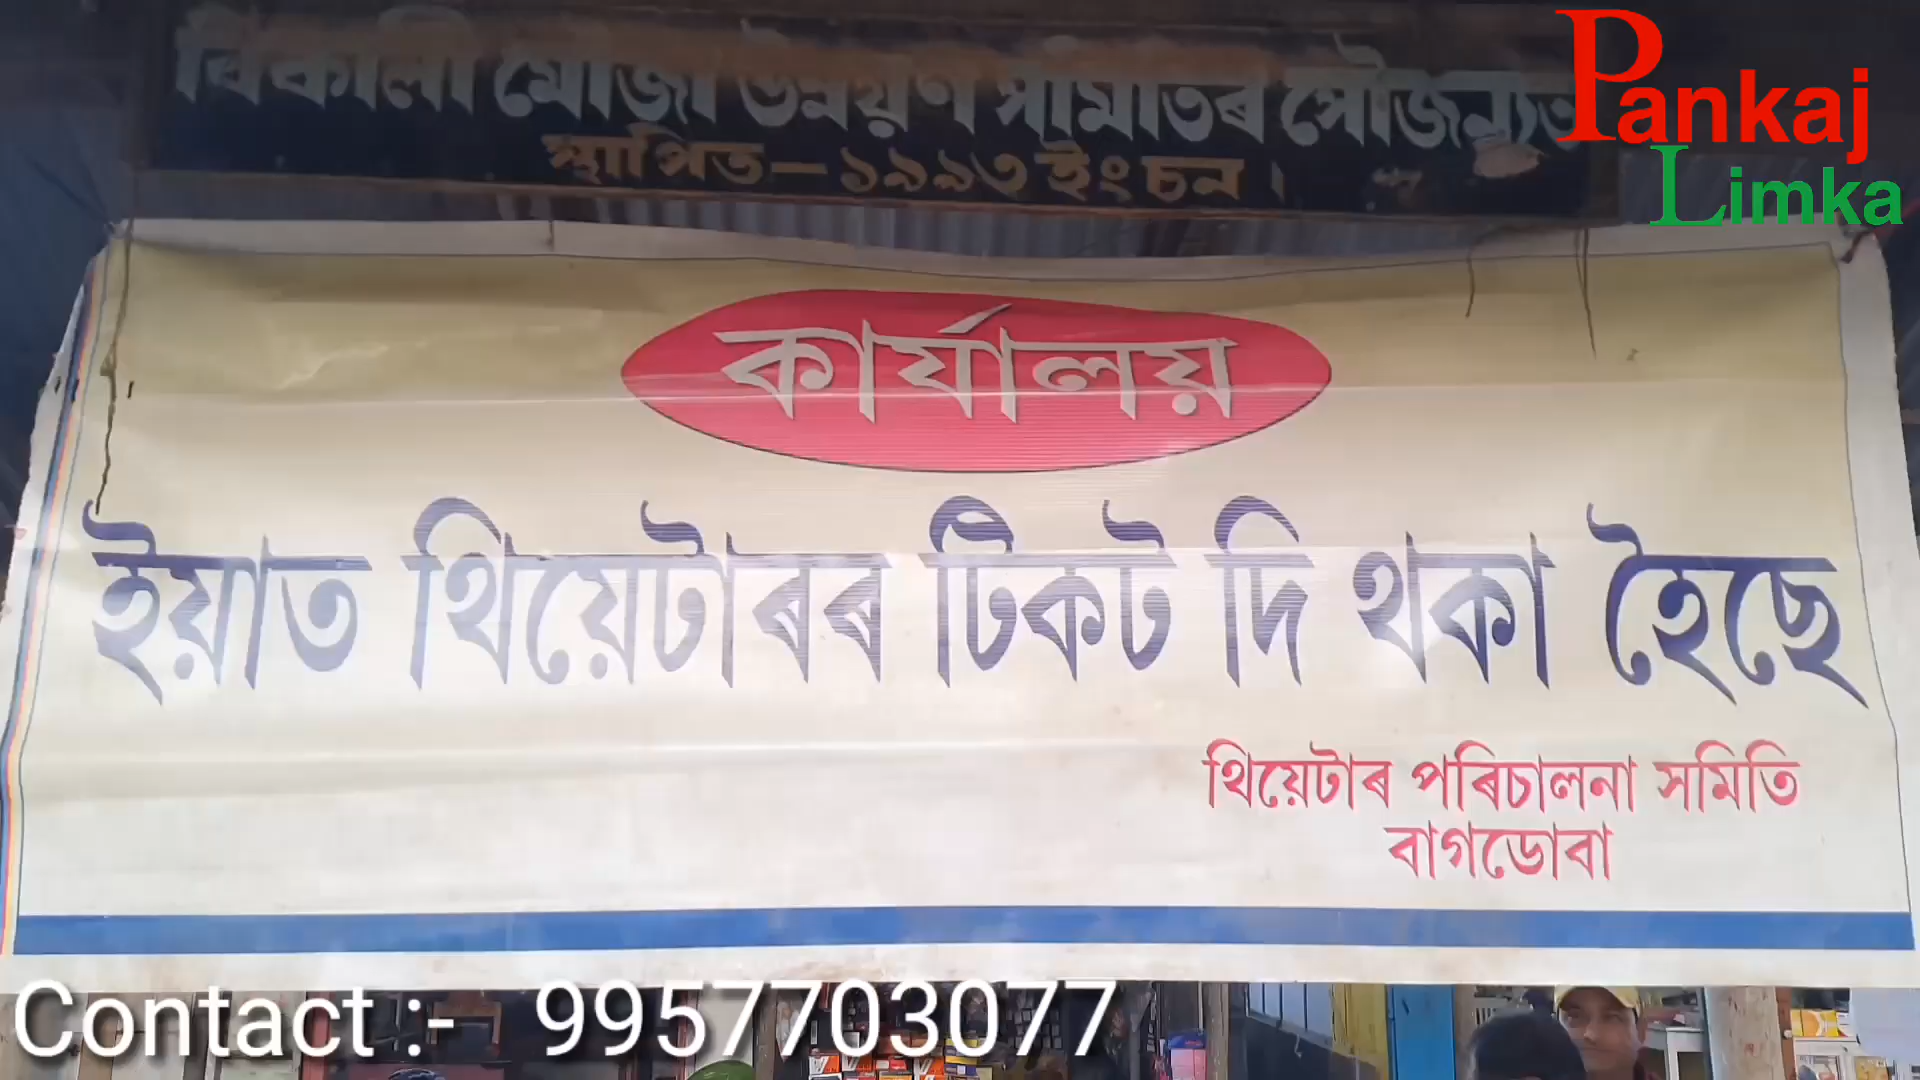 বিকালী মৌজা উন্নয়ণ সমিতিৰ সৌজন্যত
স্থাপিত — ১৯৯৩ ইং চন ।
Pankaj
Limka
কাৰ্যালয়
ইয়াত থিয়েটাৰৰ টিকট দি থকা হৈছে
থিয়েটাৰ পৰিচালনা সমিতি
বাগডোবা
Contact :- 9957703077